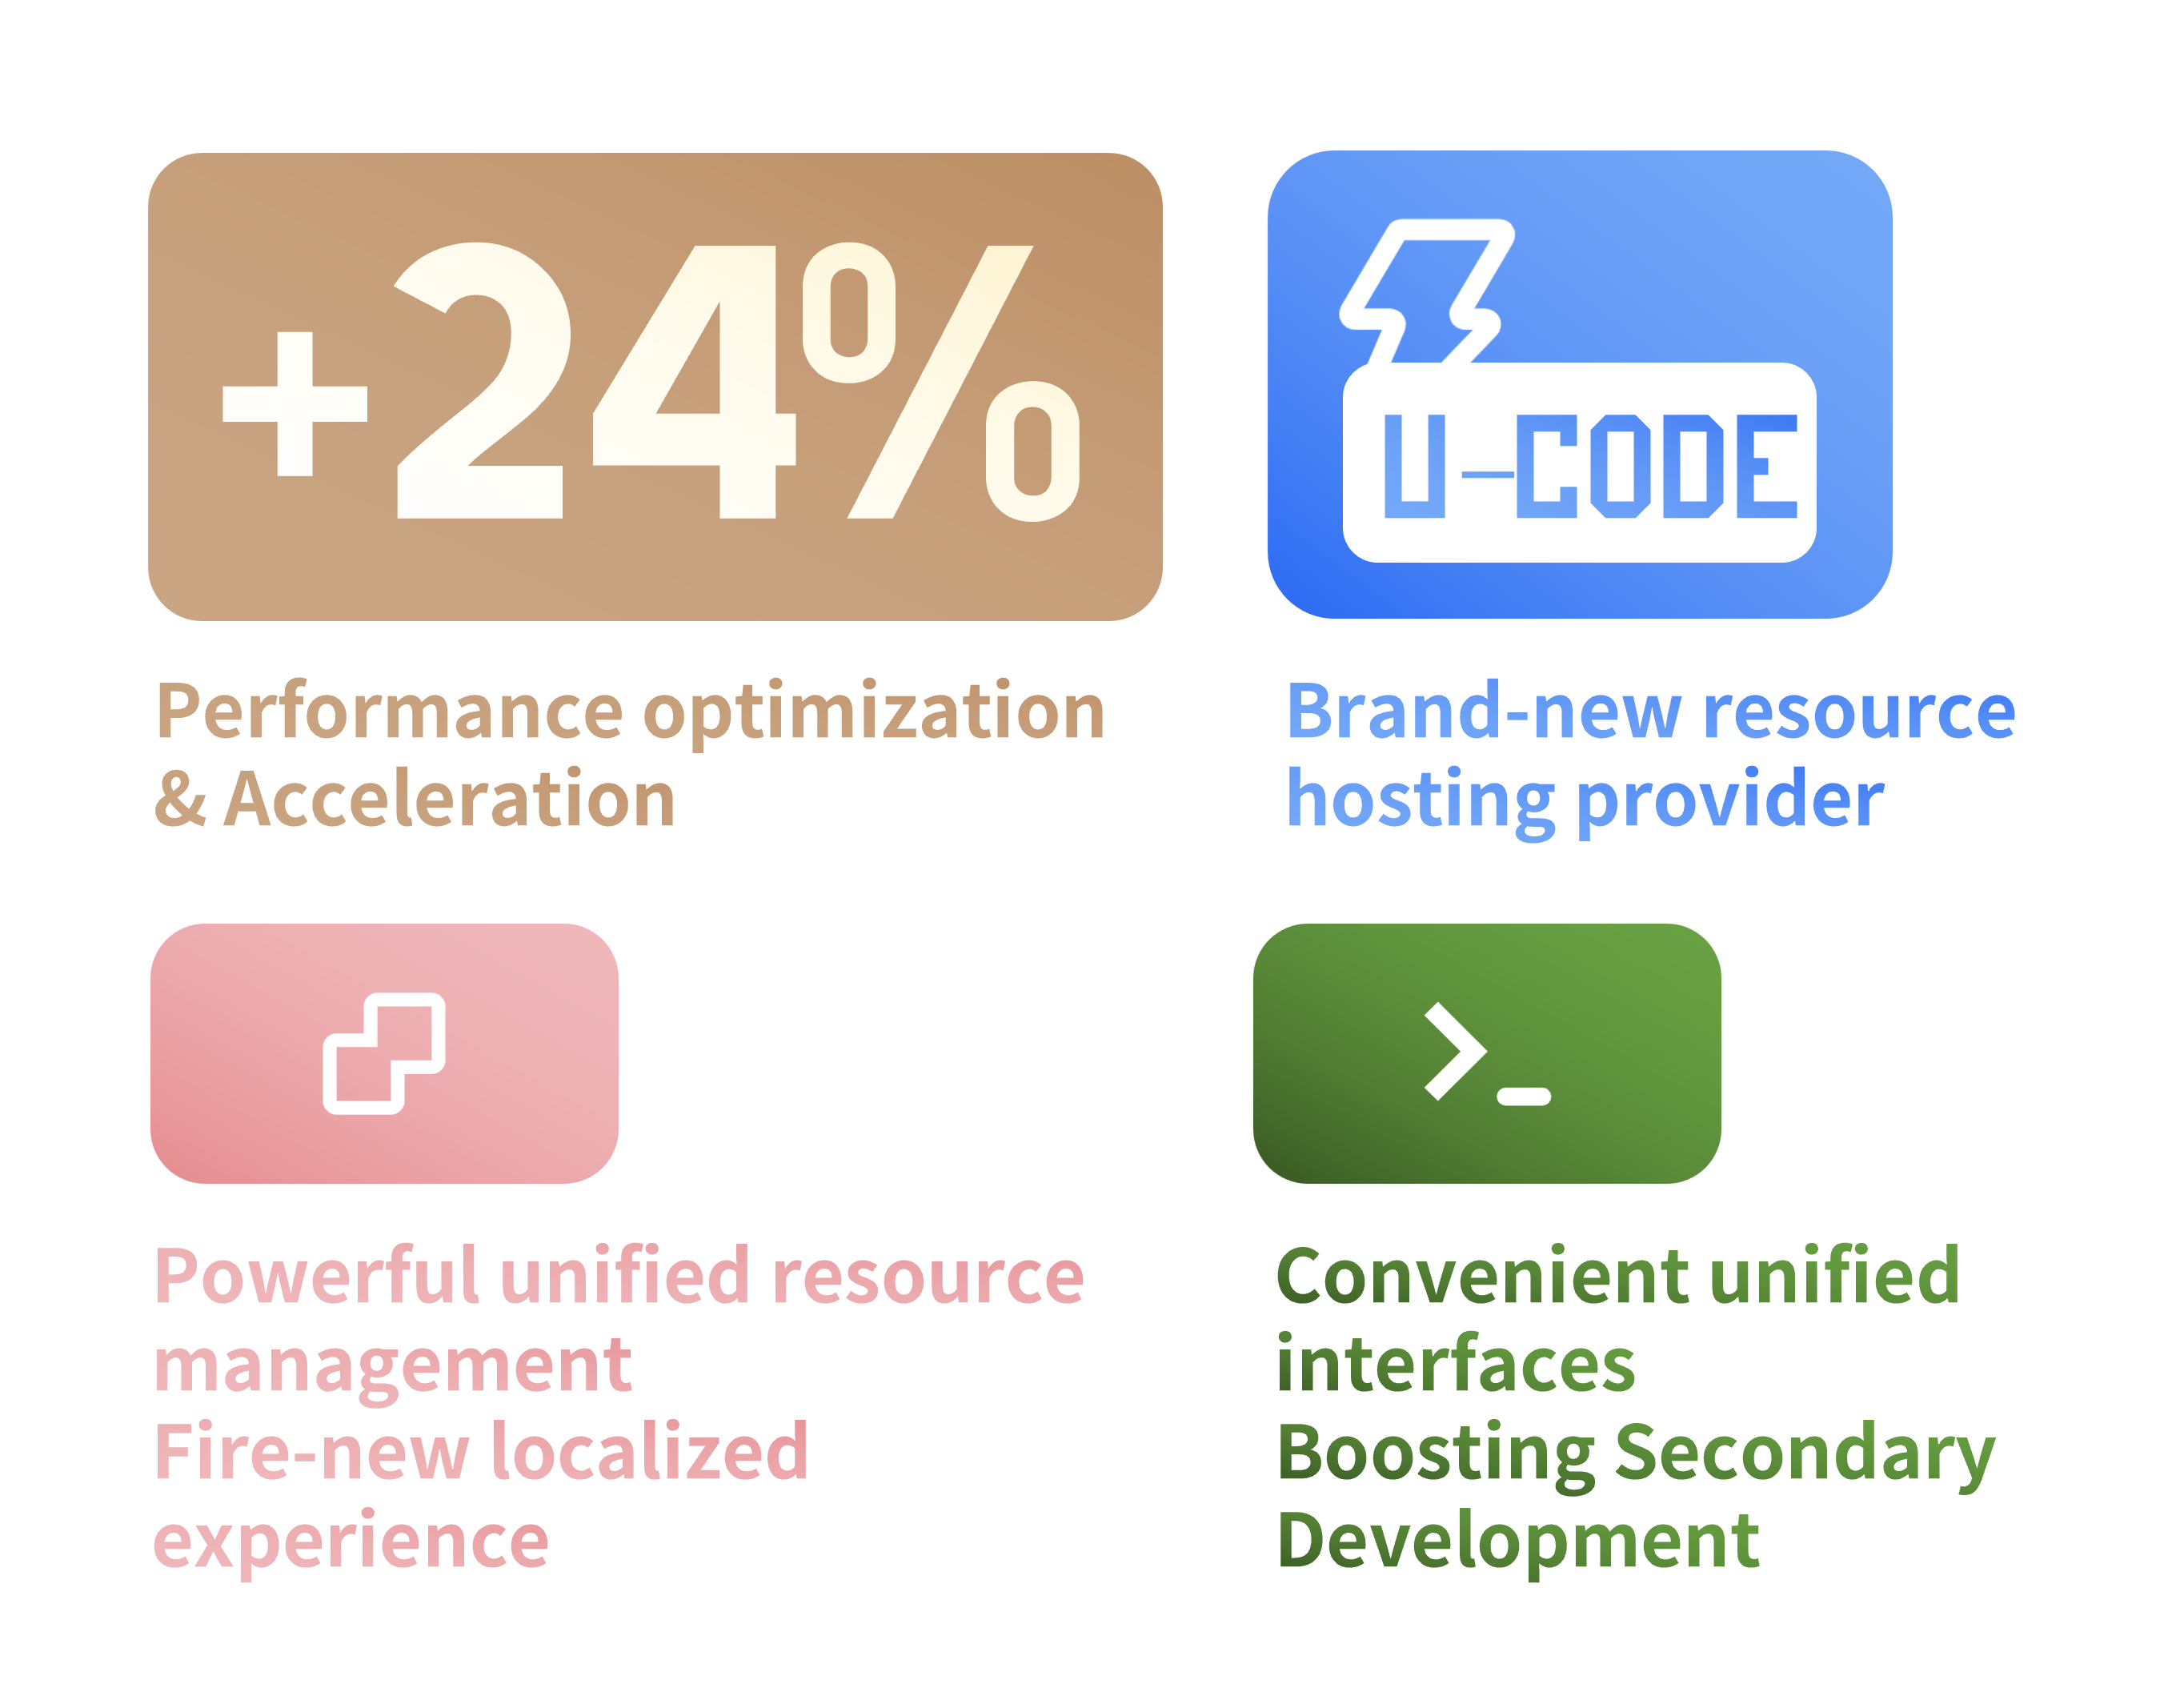 +24%
Performance optimization
& Acceleration
U-CODE
Brand-new resource
hosting provider
Powerful unified resource
management
Fire-new localized
experience
>_
Convenient unified
interfaces
Boosting Secondary
Development